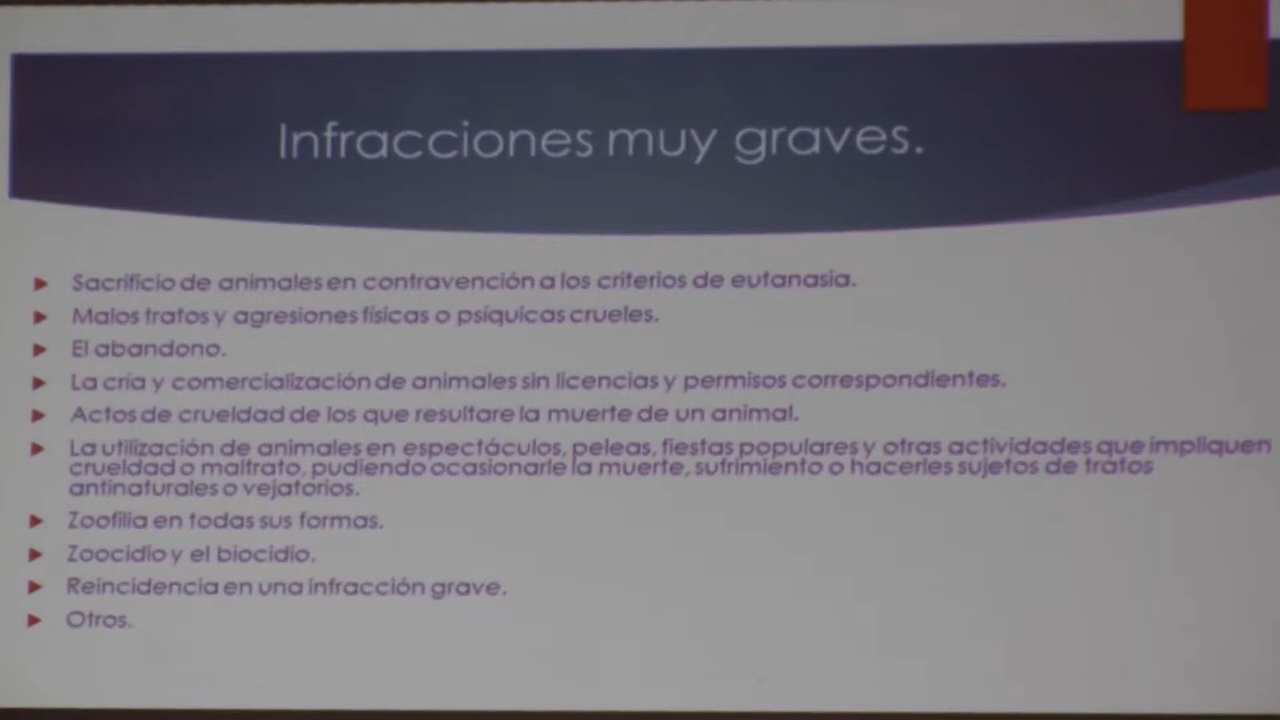 Infracciones muy graves.
Sacrificio de animales en contravención a los criterios de eutanasia.
Malos tratos y agresiones físicas o psíquicas crueles.
El abandono.
La cría y comercialización de animales sin licencias y permisos correspondientes.
Actos de crueldad de los que resultare la muerte de un animal.
La utilización de animales en espectáculos, peleas, fiestas populares y otras actividades que impliquen
crueldad o maltrato, pudiendo ocasionarle la muerte, sufrimiento o hacerles sujetos de tratos
antinaturales o vejatorios.
Zoofilia en todas sus formas.
Zoocidio y el biocidio.
Reincidencia en una infracción grave.
Otros.